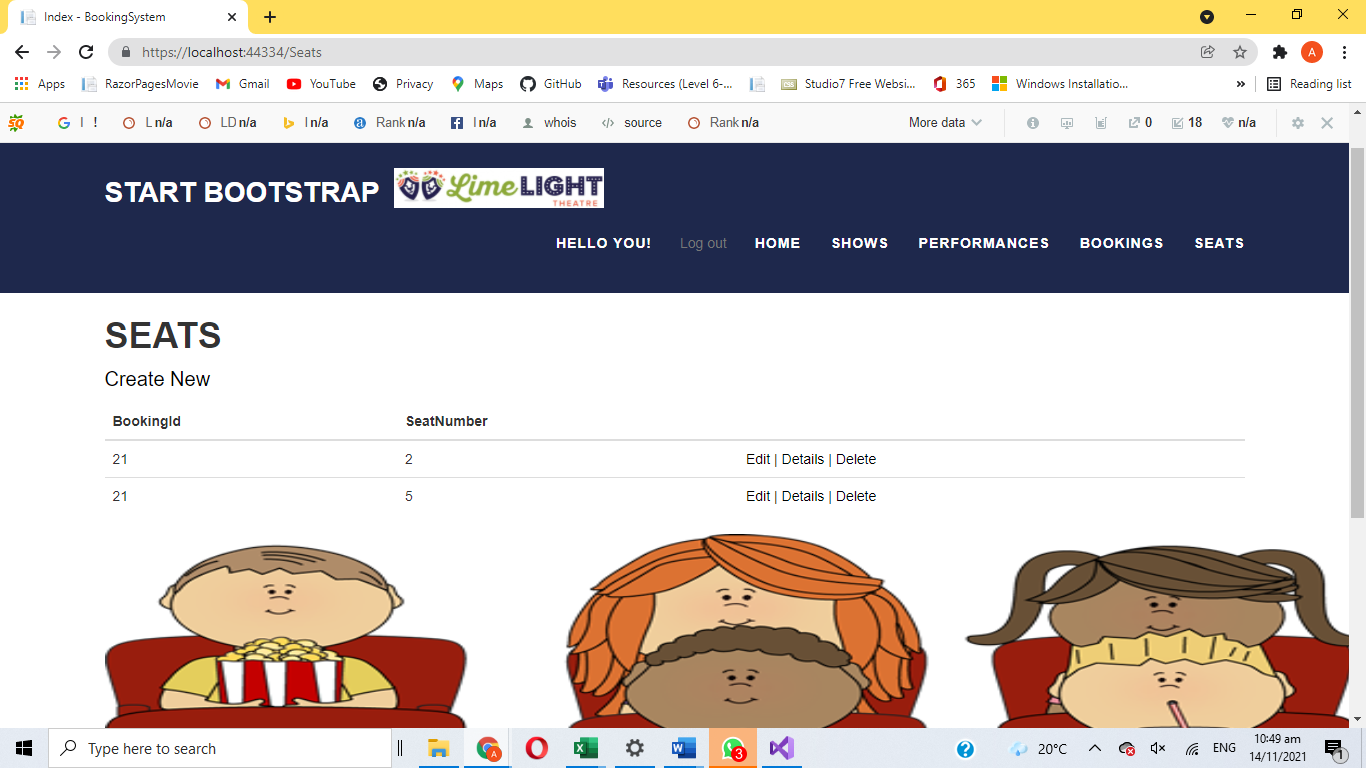 Index - BookingSystem
https://localhost:44334/Seats
A
Apps RazorPagesMovie Gmail YouTube Privacy Maps GitHub Resources (Level 6-... Studio7 Free Websi... 365 Windows Installatio... » Reading list
I ! L n/a LD n/a I n/a Rank n/a I n/a whois source Rank n/a More data 0 18 n/a
START BOOTSTRAP Lime LIGHT
THEATRE
HELLO YOU! Log out HOME SHOWS PERFORMANCES BOOKINGS SEATS
SEATS
Create New
BookingId SeatNumber
21 2 Edit | Details | Delete
21 5 Edit | Details | Delete
Type here to search 3 20°C ENG 10:49 am
14/11/2021 1